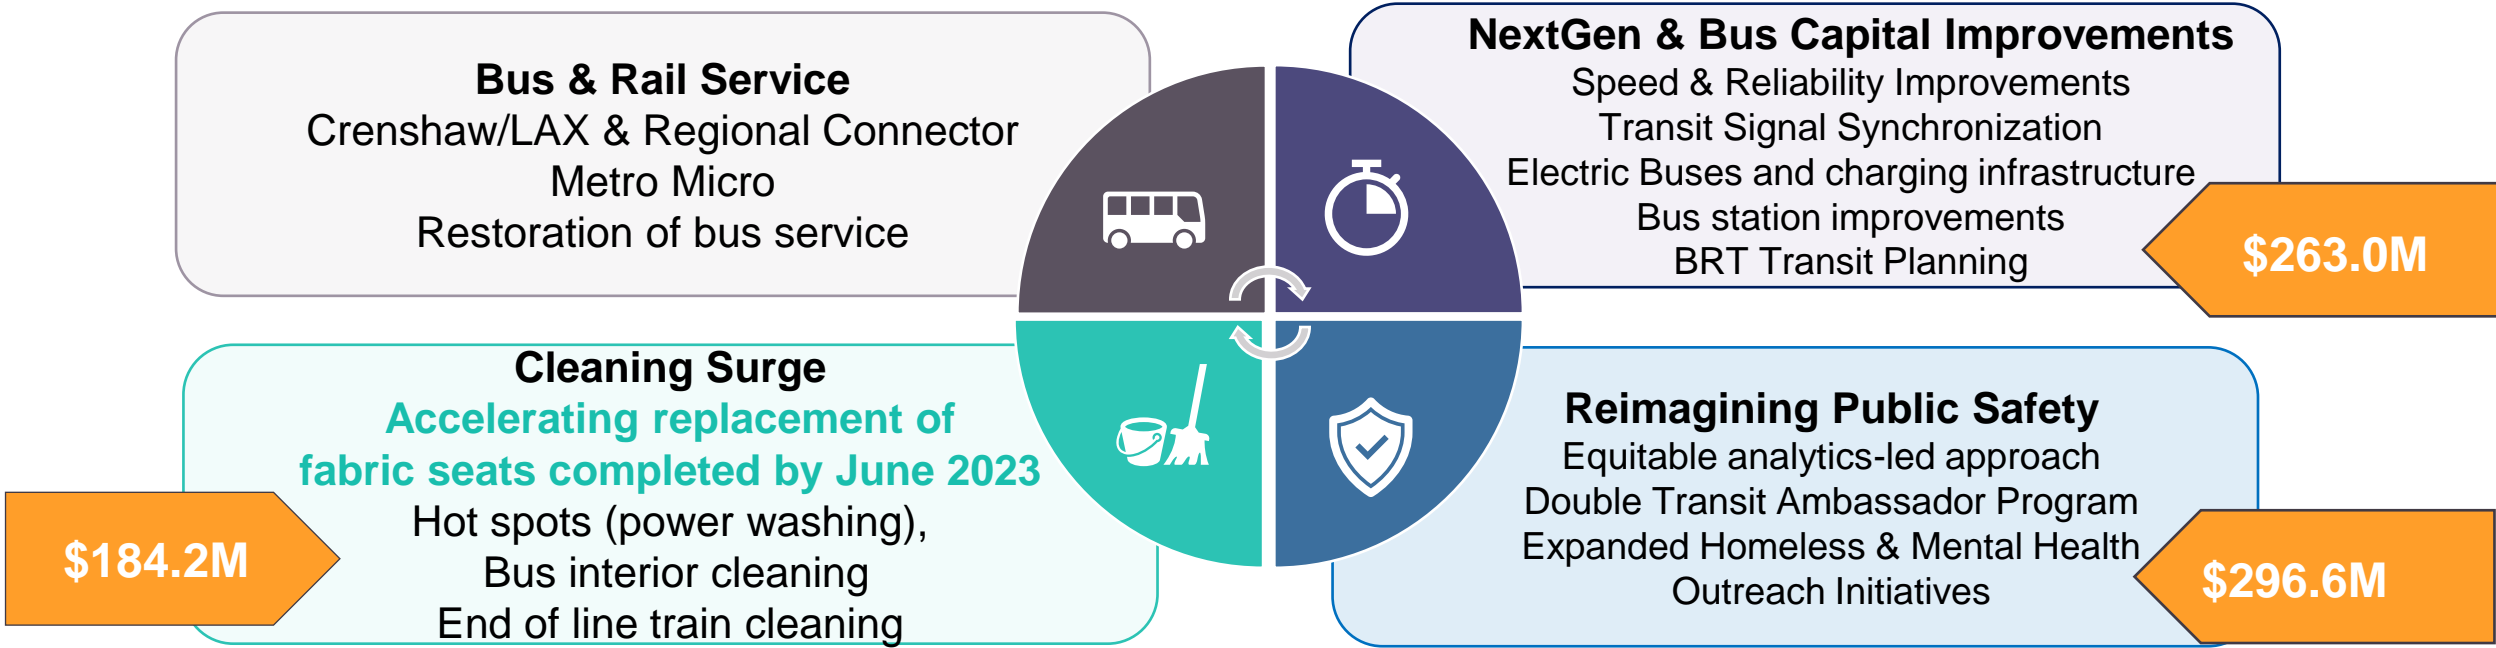 Bus & Rail Service
Crenshaw/LAX & Regional Connector
Metro Micro
Restoration of bus service
NextGen & Bus Capital Improvements
Speed & Reliability Improvements
Transit Signal Synchronization
Electric Buses and charging infrastructure
Bus station improvements
BRT Transit Planning
$263.0M
Cleaning Surge
Accelerating replacement of
fabric seats completed by June 2023
Hot spots (power washing),
Bus interior cleaning
End of line train cleaning
$184.2M
Reimagining Public Safety
Equitable analytics-led approach
Double Transit Ambassador Program
Expanded Homeless & Mental Health
Outreach Initiatives
$296.6M